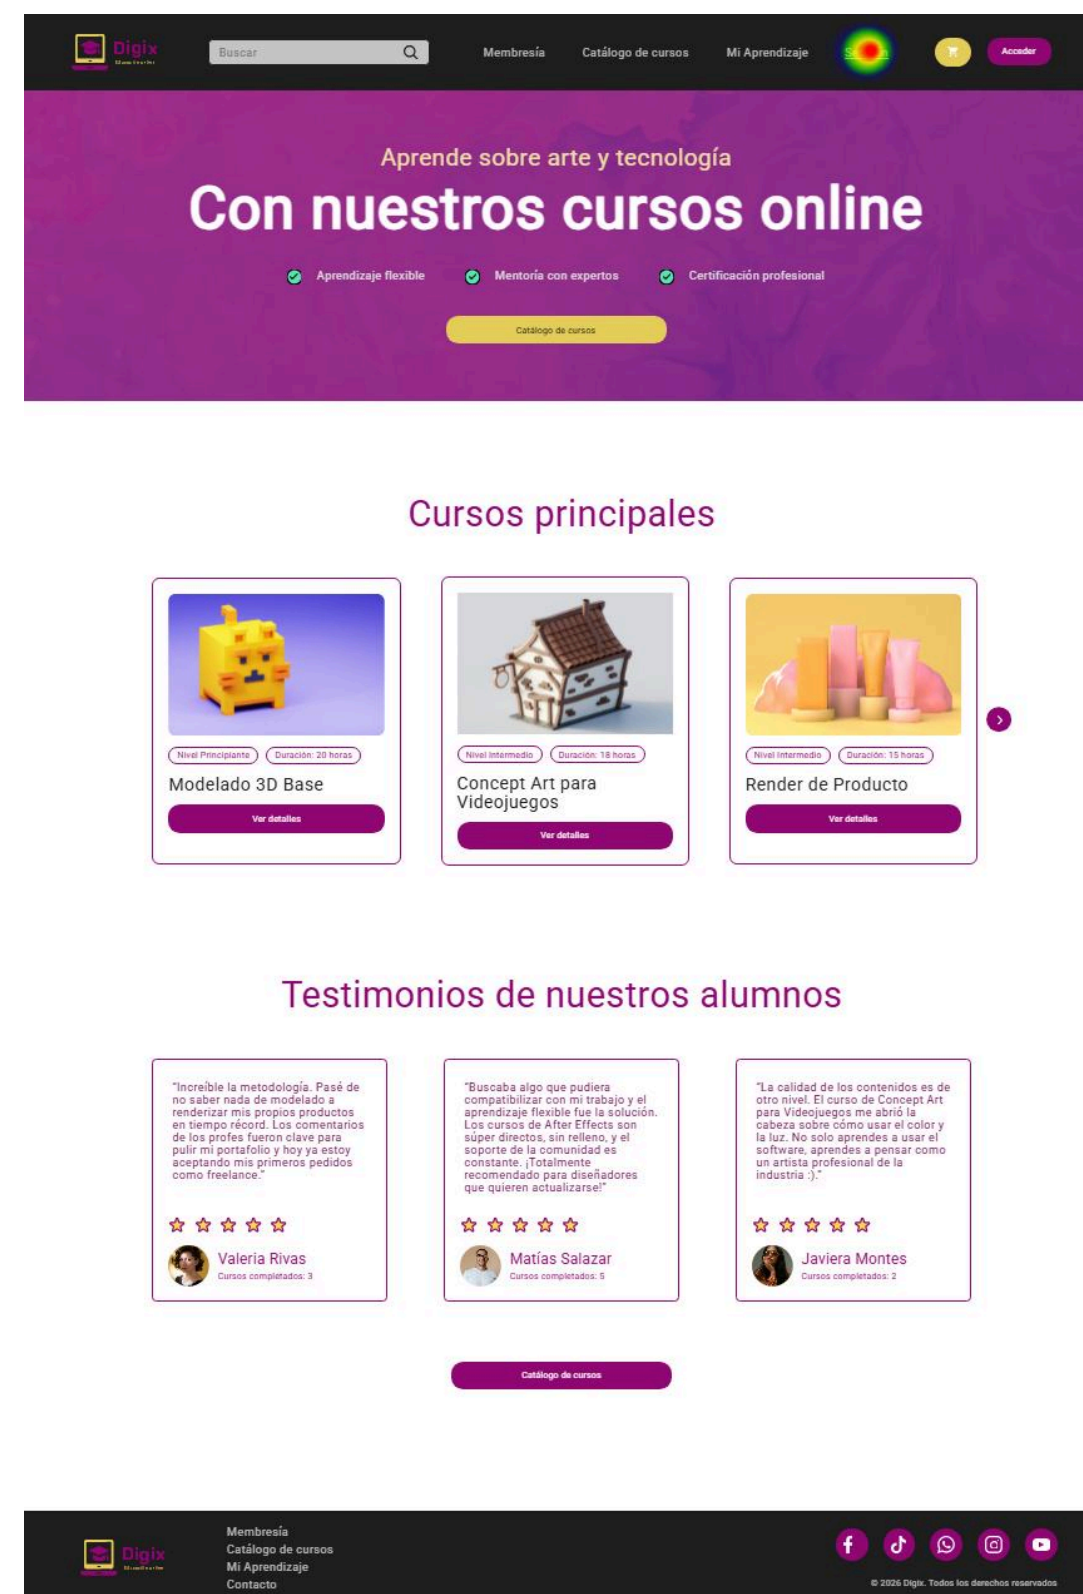 Digix
Buscar
Membresía
Catálogo de cursos
Mi Aprendizaje
Acceder
Aprende sobre arte y tecnología
Con nuestros cursos online
Aprendizaje flexible
Mentoría con expertos
Certificación profesional
Catálogo de cursos
Cursos principales
Nivel Principiante
Duración: 20 horas
Modelado 3D Base
Ver detalles
Nivel Intermedio
Duración: 18 horas
Concept Art para
Videojuegos
Ver detalles
Nivel Intermedio
Duración: 15 horas
Render de Producto
Ver detalles
Testimonios de nuestros alumnos
"Increíble la metodología. Pasé de
no saber nada de modelado a
renderizar mis propios productos
en tiempo récord. Los comentarios
de los profes fueron clave para
pulir mi portafolio y hoy ya estoy
aceptando mis primeros pedidos
como freelance."
Valeria Rivas
Cursos completados: 3
"Buscaba algo que pudiera
compatibilizar con mi trabajo y el
aprendizaje flexible fue la solución.
Los cursos de After Effects son
súper directos, sin relleno, y el
soporte de la comunidad es
constante. ¡Totalmente
recomendado para diseñadores
que quieren actualizarse!"
Matías Salazar
Cursos completados: 5
"La calidad de los contenidos es de
otro nivel. El curso de Concept Art
para Videojuegos me abrió la
cabeza sobre cómo usar el color y
la luz. No solo aprendes a usar el
software, aprendes a pensar como
un artista profesional de la
industria :)."
Javiera Montes
Cursos completados: 2
Catálogo de cursos
Digix
Membresía
Catálogo de cursos
Mi Aprendizaje
Contacto
© 2026 Digix. Todos los derechos reservados